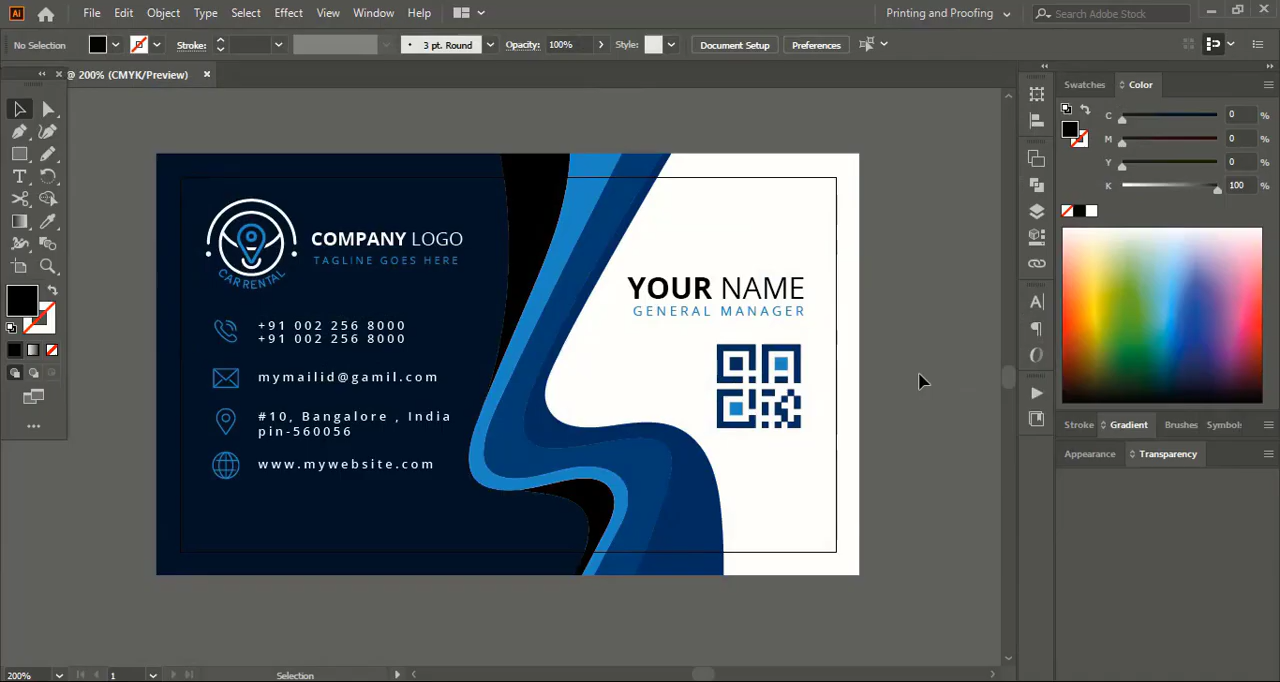 Ai File Edit Object Type Select Effect View Window Help Printing and Proofing Search Adobe Stock
No Selection Stroke: 3 pt. Round Opacity: 100% Style: Document Setup Preferences
@ 200% (CMYK/Preview)
Swatches Color
C 0 %
M 0 %
Y 0 %
K 100 %
COMPANY LOGO
TAGLINE GOES HERE
CAR RENTAL
+91 002 256 8000
+91 002 256 8000
mymailid@gamil.com
#10, Bangalore , India
pin-560056
www.mywebsite.com
YOUR NAME
GENERAL MANAGER
Stroke Gradient Brushes Symbols
Appearance Transparency
200% 1 Selection